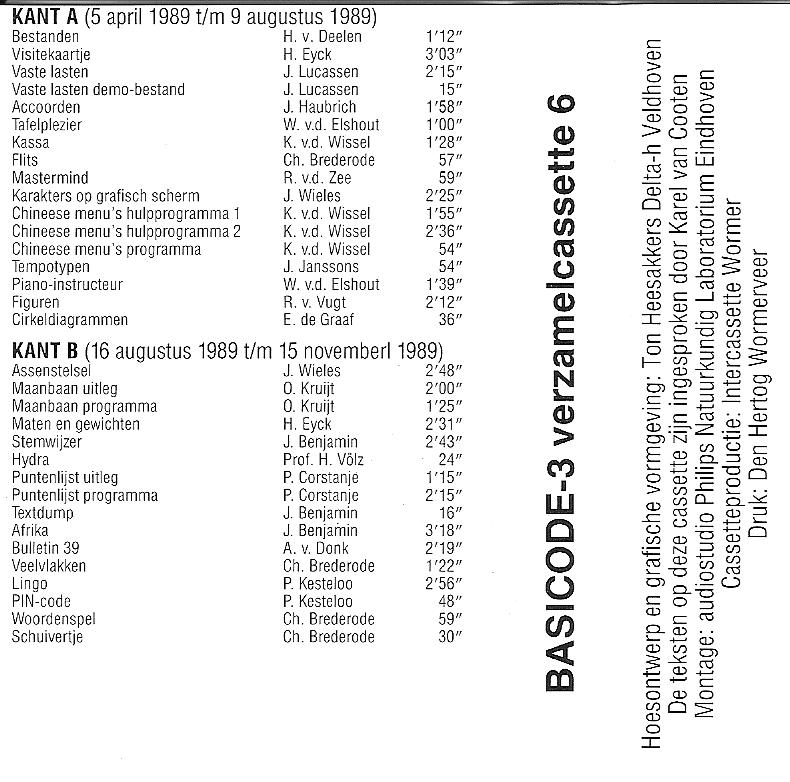 KANT A (5 april 1989 t/m 9 augustus 1989)
Bestanden H. v. Deelen 1'12"
Visitekaartje H. Eyck 3'03"
Vaste lasten J. Lucassen 2'15"
Vaste lasten demo-bestand J. Lucassen 15"
Accoorden J. Haubrich 1'58"
Tafelplezier W. v.d. Elshout 1'00"
Kassa K. v.d. Wissel 1'28"
Flits Ch. Brederode 57"
Mastermind R. v.d. Zee 59"
Karakters op grafisch scherm J. Wieles 2'25"
Chineese menu's hulpprogramma 1 K. v.d. Wissel 1'55"
Chineese menu's hulpprogramma 2 K. v.d. Wissel 2'36"
Chineese menu's programma K. v.d. Wissel 54"
Tempotypen J. Janssons 54"
Piano-instructeur W. v.d. Elshout 1'39"
Figuren R. v. Vugt 2'12"
Cirkeldiagrammen E. de Graaf 36"
KANT B (16 augustus 1989 t/m 15 novemberl 1989)
Assenstelsel J. Wieles 2'48"
Maanbaan uitleg O. Kruijt 2'00"
Maanbaan programma O. Kruijt 1'25"
Maten en gewichten H. Eyck 2'31"
Stemwijzer J. Benjamin 2'43"
Hydra Prof. H. Völz 24"
Puntenlijst uitleg P. Corstanje 1'15"
Puntenlijst programma P. Corstanje 2'15"
Textdump J. Benjamin 16"
Afrika J. Benjamin 3'18"
Bulletin 39 A. v. Donk 2'19"
Veelvlakken Ch. Brederode 1'22"
Lingo P. Kesteloo 2'56"
PIN-code P. Kesteloo 48"
Woordenspel Ch. Brederode 59"
Schuivertje Ch. Brederode 30"
BASICODE-3 verzamelcassette 6
Hoesontwerp en grafische vormgeving: Ton Heesakkers Delta-h Veldhoven
De teksten op deze cassette zijn ingesproken door Karel van Cooten
Montage: audiostudio Philips Natuurkundig Laboratorium Eindhoven
Cassetteproductie: Intercassette Wormer
Druk: Den Hertog Wormerveer